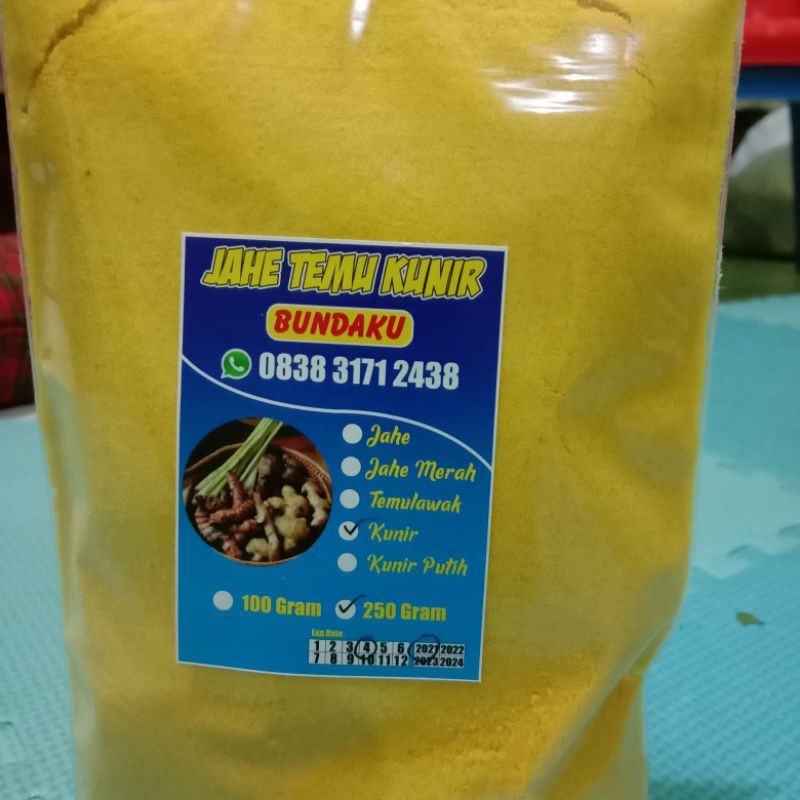 JAHE TEMU KUNIR
BUNDAKU
0838 3171 2438
Jahe
Jahe Merah
Temulawak
Kunir
Kunir Putih
100 Gram 250 Gram
Exp.Date
1 2 3 4 5 6 2021 2022
7 8 9 10 11 12 2023 2024